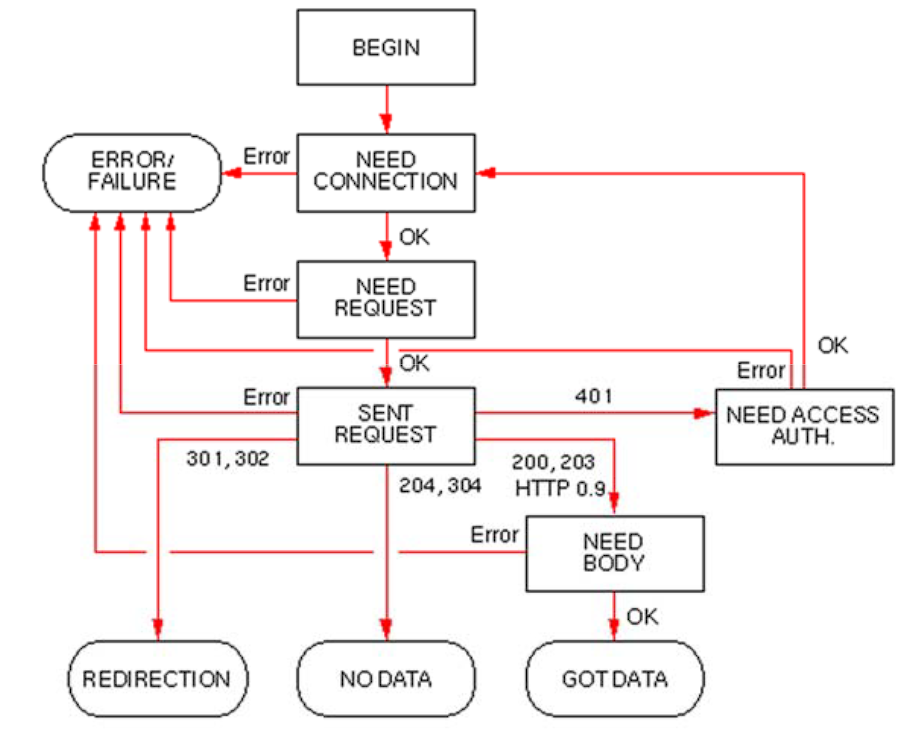 BEGIN
ERROR/
FAILURE
Error
NEED
CONNECTION
OK
Error
NEED
REQUEST
OK
OK
Error
Error
SENT
REQUEST
401
NEED ACCESS
AUTH.
301, 302
204, 304
200, 203
HTTP 0.9
Error
NEED
BODY
OK
REDIRECTION
NO DATA
GOT DATA